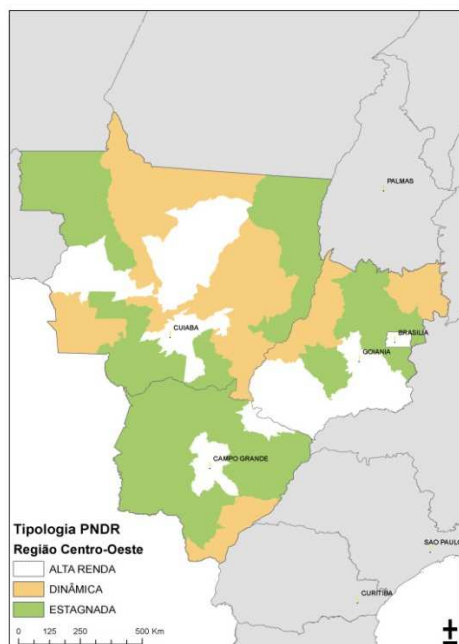 PALMAS
CUIABA
BRASILIA
GOIANIA
CAMPO GRANDE
SAO PAULO
CURITIBA
Tipologia PNDR
Região Centro-Oeste
ALTA RENDA
DINÂMICA
ESTAGNADA
0 125 250 500 Km